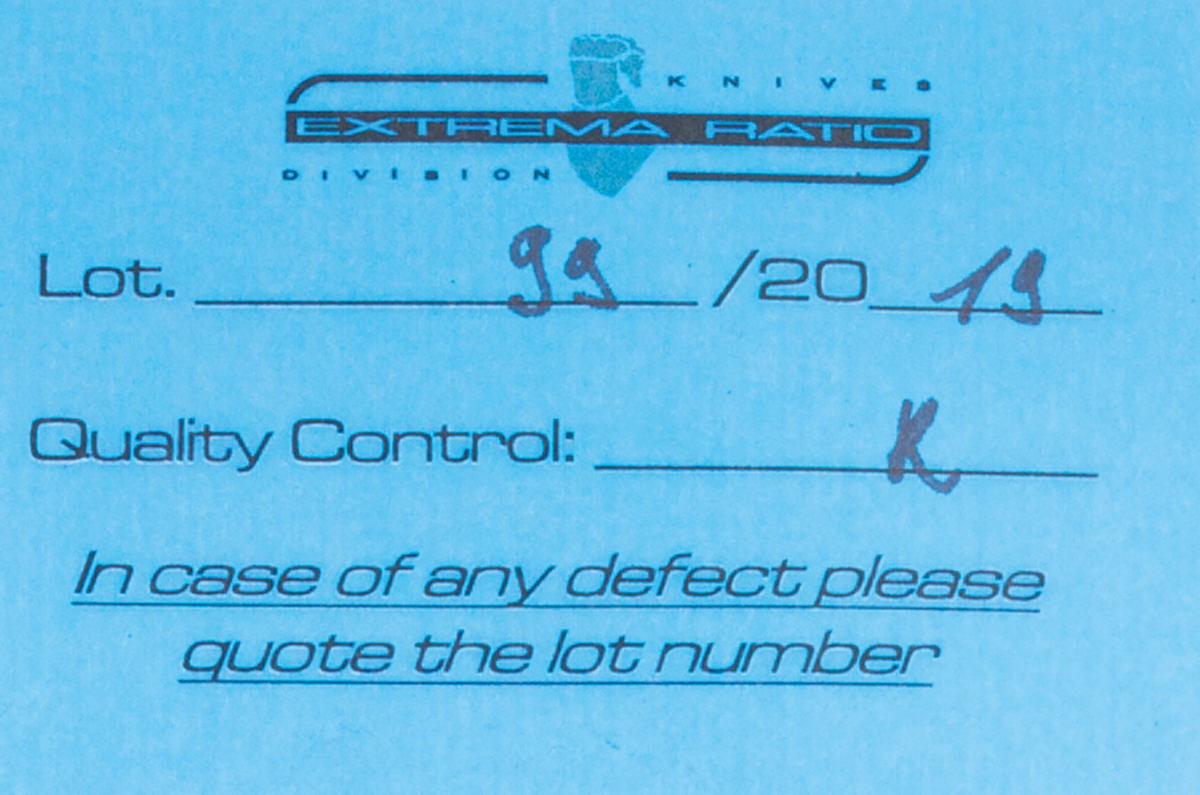 KNIVES
EXTREMA RATIO
DIVISION
Lot. 99 /20 19
Quality Control: K
In case of any defect please
quote the lot number